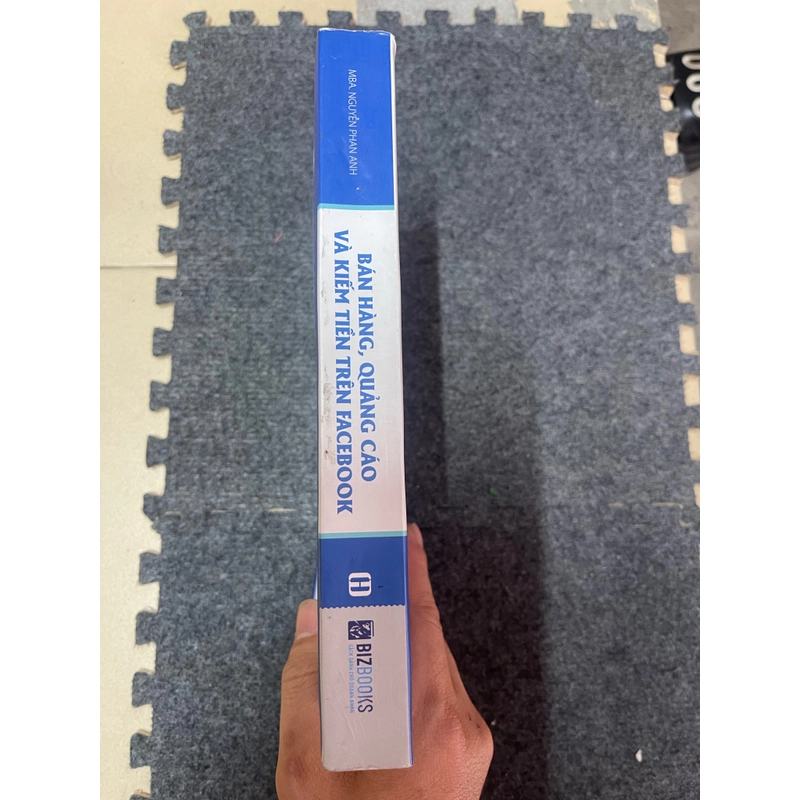 MBA. NGUYỄN PHAN ANH
BÁN HÀNG, QUẢNG CÁO
VÀ KIẾM TIỀN TRÊN FACEBOOK
H
BIZBOOKS